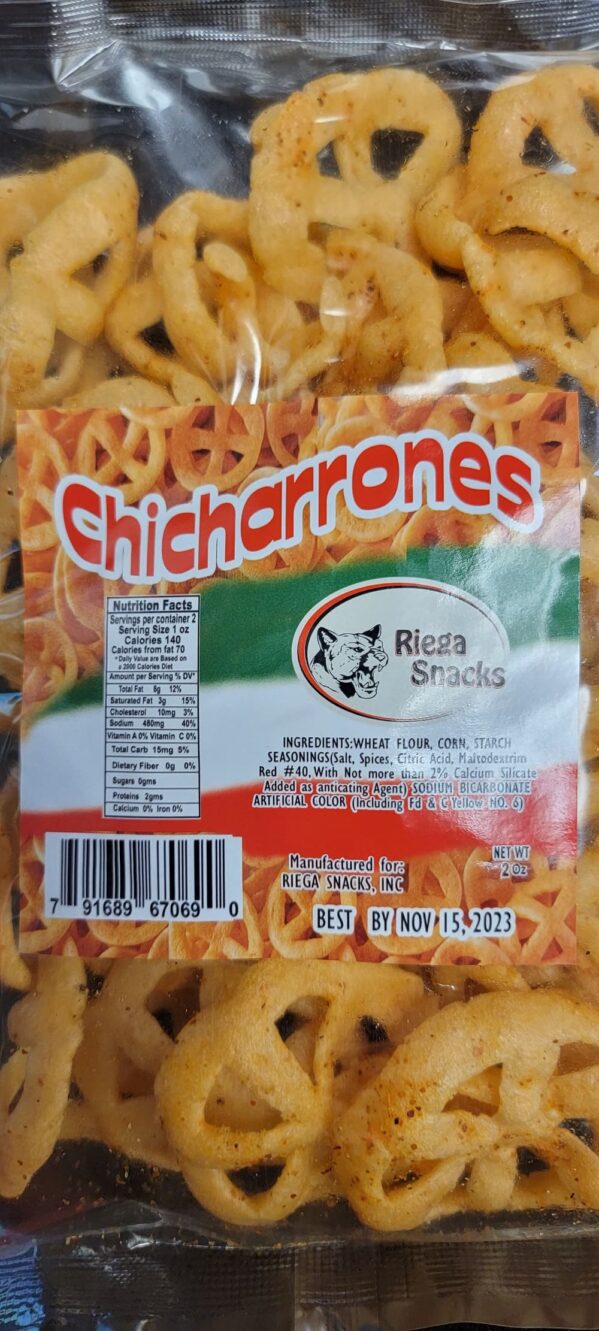 Chicharrones
Nutrition Facts
Servings per container 2
Serving Size 1 oz
Calories 140
Calories from fat 70
*Daily Value are Based on
a 2000 Calories Diet
Amount per Serving % DV*
Total Fat 8g 12%
Saturated Fat 3g 15%
Cholesterol 10mg 3%
Sodium 480mg 40%
Vitamin A 0% Vitamin C 0%
Total Carb 15mg 5%
Dietary Fiber 0g 0%
Sugars 0gms
Proteins 2gms
Calcium 0% Iron 0%
Riega
Snacks
INGREDIENTS:WHEAT FLOUR, CORN, STARCH
SEASONINGS(Salt, Spices, Citric Acid, Maltodextrim
Red #40, With Not more than 2% Calcium Silicate
Added as anticating Agent) SODIUM BICARBONATE
ARTIFICIAL COLOR (Including Fd & C Yellow NO. 6)
7 91689 67069 0
Manufactured for:
RIEGA SNACKS, INC
NET WT
2 oz
BEST BY NOV 15, 2023